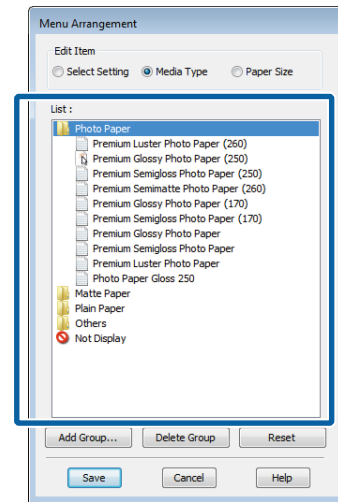 Menu Arrangement
Edit Item
Select Setting Media Type Paper Size
List :
Photo Paper
Premium Luster Photo Paper (260)
Premium Glossy Photo Paper (250)
Premium Semigloss Photo Paper (250)
Premium Semimatte Photo Paper (260)
Premium Glossy Photo Paper (170)
Premium Semigloss Photo Paper (170)
Premium Glossy Photo Paper
Premium Semigloss Photo Paper
Premium Luster Photo Paper
Photo Paper Gloss 250
Matte Paper
Plain Paper
Others
Not Display
Add Group... Delete Group Reset
Save Cancel Help